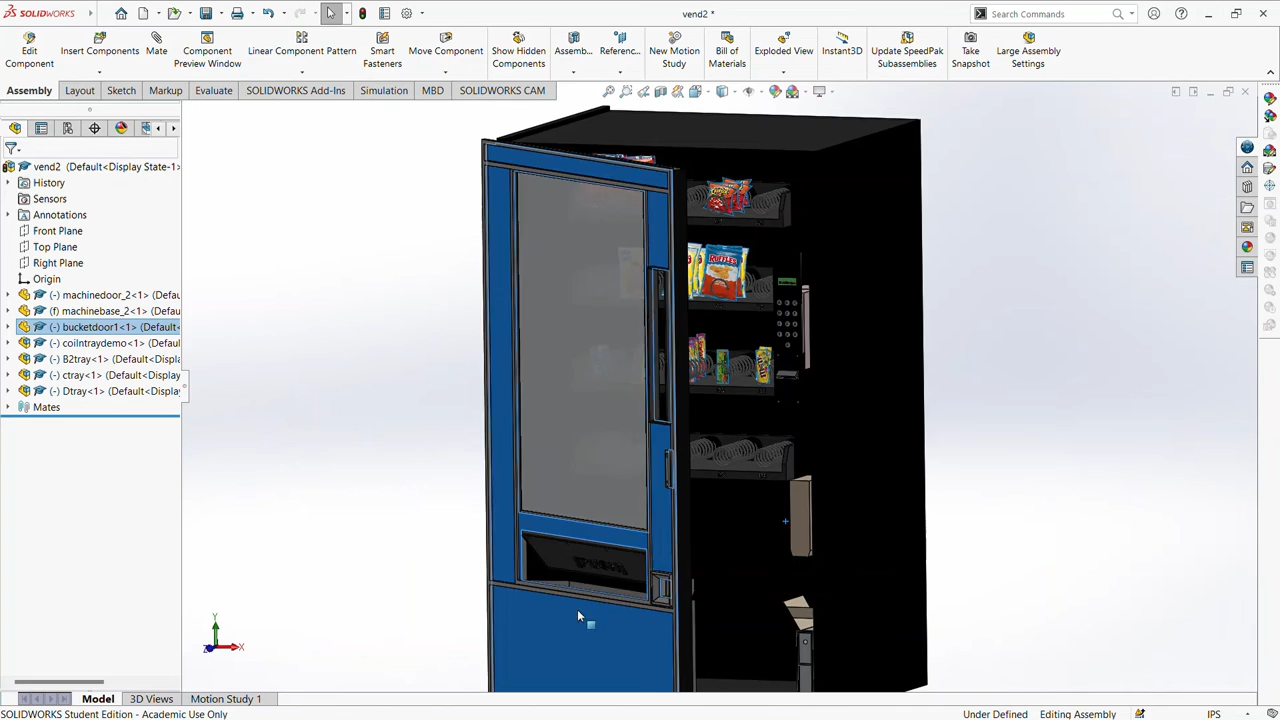 SOLIDWORKS
vend2 *
Search Commands
Edit Component
Insert Components
Mate
Component Preview Window
Linear Component Pattern
Smart Fasteners
Move Component
Show Hidden Components
Assemb...
Referenc...
New Motion Study
Bill of Materials
Exploded View
Instant3D
Update SpeedPak Subassemblies
Take Snapshot
Large Assembly Settings
Assembly
Layout
Sketch
Markup
Evaluate
SOLIDWORKS Add-Ins
Simulation
MBD
SOLIDWORKS CAM
vend2 (Default<Display State-1>
History
Sensors
Annotations
Front Plane
Top Plane
Right Plane
Origin
(-) machinedoor_2<1> (Defau
(f) machinebase_2<1> (Defau
(-) bucketdoor1<1> (Default<
(-) cointraydemo<1> (Default
(-) B2tray<1> (Default<Displa
(-) ctray<1> (Default<Display
(-) Dtray<1> (Default<Display
Mates
RUFFLES
Y
X
Z
Model
3D Views
Motion Study 1
SOLIDWORKS Student Edition - Academic Use Only
Under Defined
Editing Assembly
IPS